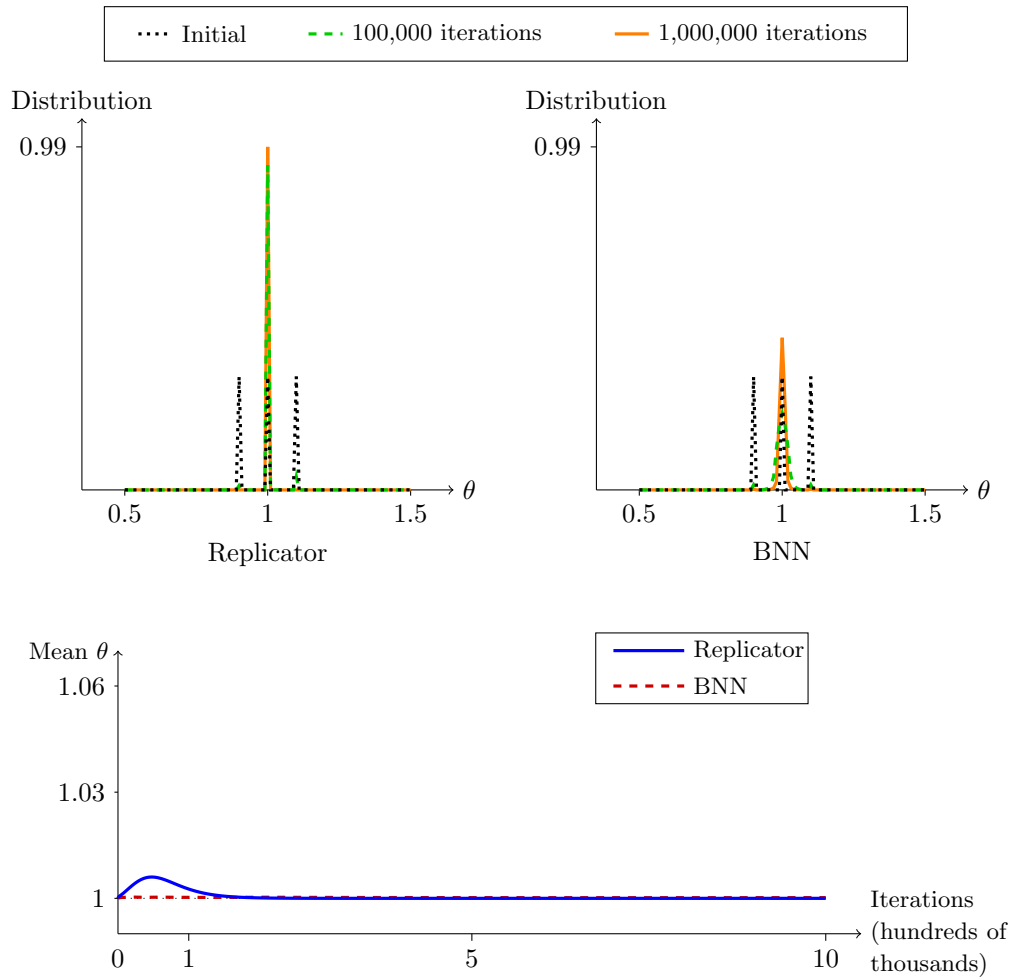 Initial
100,000 iterations
1,000,000 iterations
Distribution
0.99
0.5
1
1.5
θ
Replicator
Distribution
0.99
0.5
1
1.5
θ
BNN
Mean θ
1.06
1.03
1
0
1
5
10
Iterations
(hundreds of
thousands)
Replicator
BNN